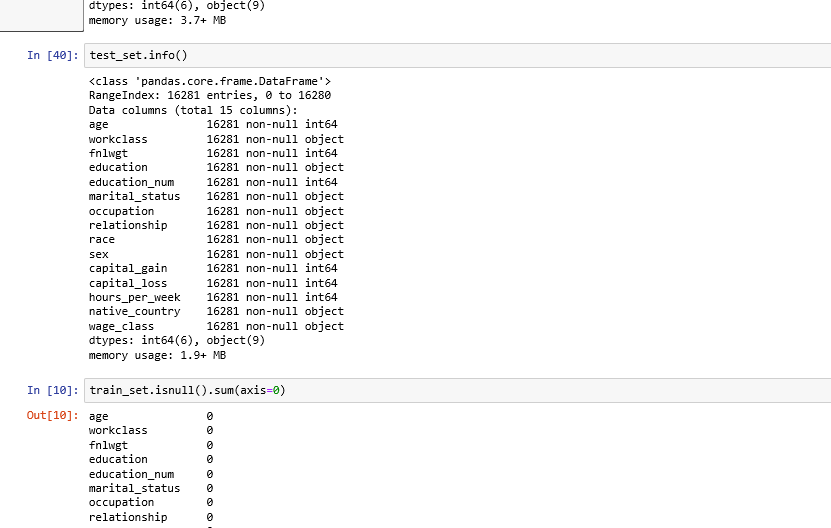 dtypes: int64(6), object(9)
memory usage: 3.7+ MB
In [40]: test_set.info()
<class 'pandas.core.frame.DataFrame'>
RangeIndex: 16281 entries, 0 to 16280
Data columns (total 15 columns):
age 16281 non-null int64
workclass 16281 non-null object
fnlwgt 16281 non-null int64
education 16281 non-null object
education_num 16281 non-null int64
marital_status 16281 non-null object
occupation 16281 non-null object
relationship 16281 non-null object
race 16281 non-null object
sex 16281 non-null object
capital_gain 16281 non-null int64
capital_loss 16281 non-null int64
hours_per_week 16281 non-null int64
native_country 16281 non-null object
wage_class 16281 non-null object
dtypes: int64(6), object(9)
memory usage: 1.9+ MB
In [10]: train_set.isnull().sum(axis=0)
Out[10]: age 0
workclass 0
fnlwgt 0
education 0
education_num 0
marital_status 0
occupation 0
relationship 0